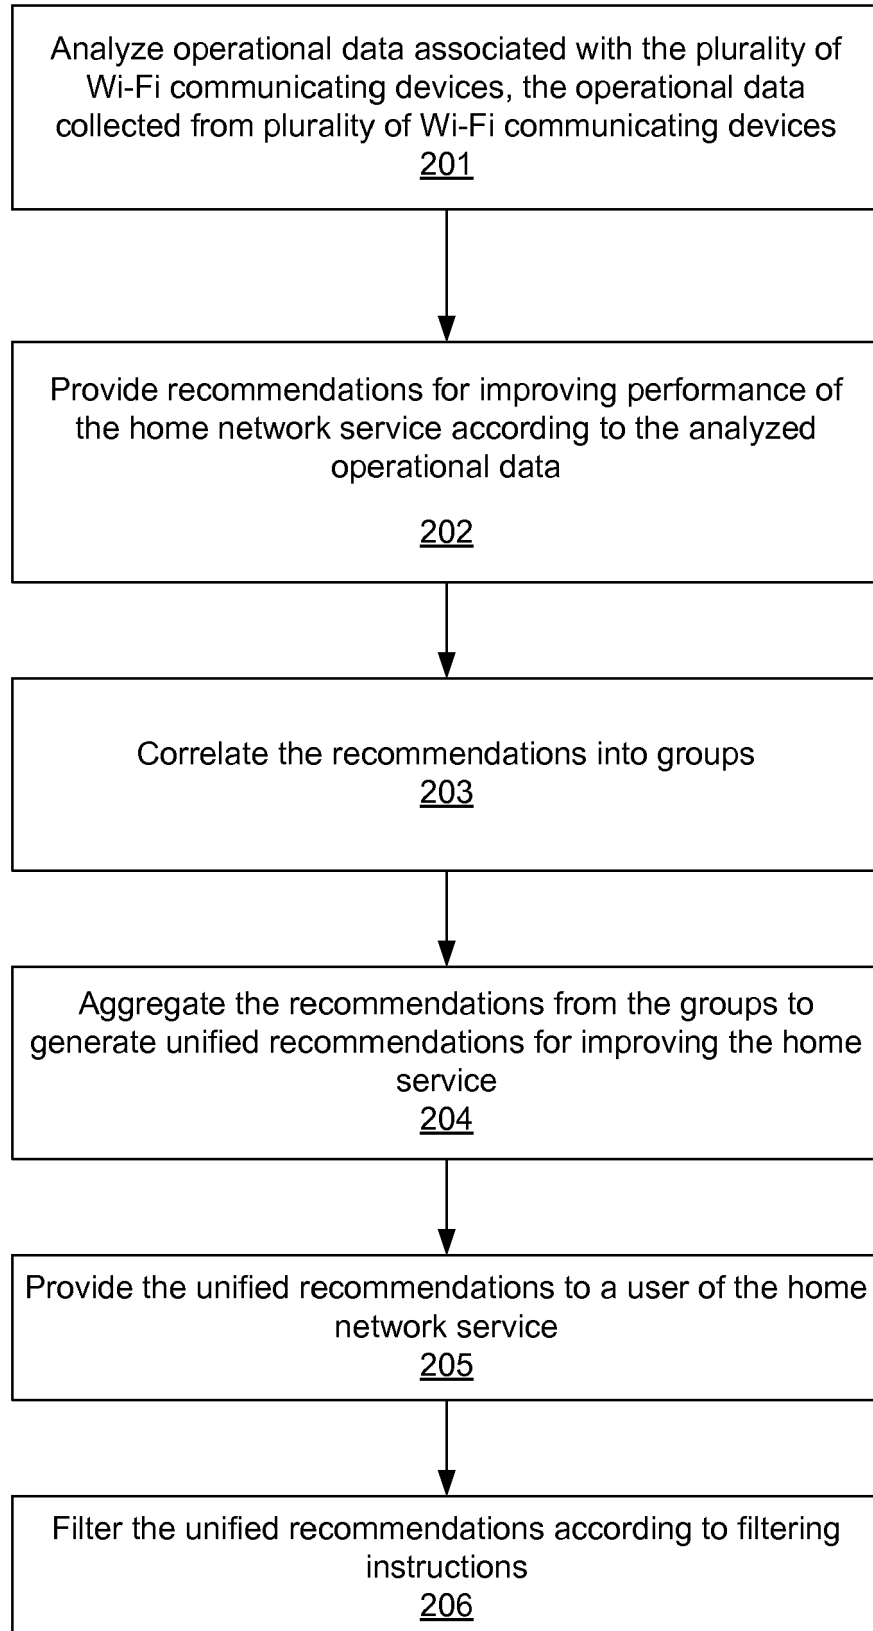 Analyze operational data associated with the plurality of
Wi-Fi communicating devices, the operational data
collected from plurality of Wi-Fi communicating devices
201
Provide recommendations for improving performance of
the home network service according to the analyzed
operational data
202
Correlate the recommendations into groups
203
Aggregate the recommendations from the groups to
generate unified recommendations for improving the home
service
204
Provide the unified recommendations to a user of the home
network service
205
Filter the unified recommendations according to filtering
instructions
206